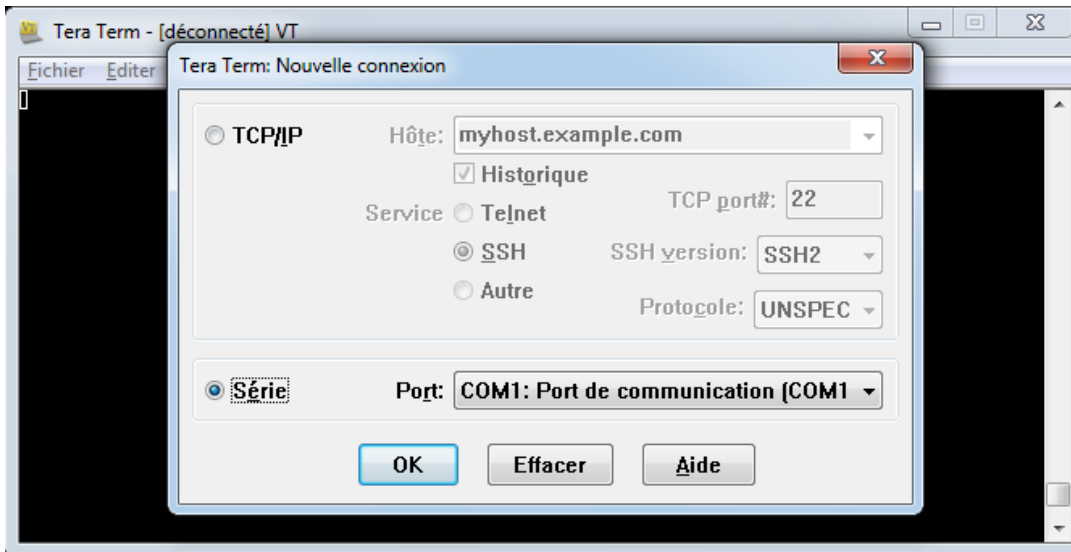 Tera Term - [déconnecté] VT
Fichier Editer
Tera Term: Nouvelle connexion
TCP/IP Hôte: myhost.example.com
Historique
Service Telnet TCP port#: 22
SSH SSH version: SSH2
Autre Protocole: UNSPEC
Série Port: COM1: Port de communication (COM1
OK Effacer Aide